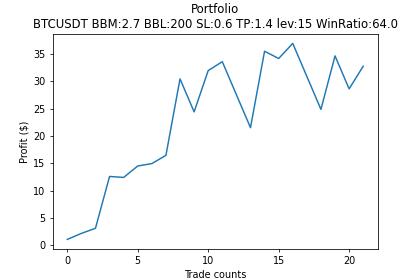 Portfolio
BTCUSDT BBM:2.7 BBL:200 SL:0.6 TP:1.4 lev:15 WinRatio:64.0
35
30
25
20
15
10
5
0
Profit ($)
0 5 10 15 20
Trade counts